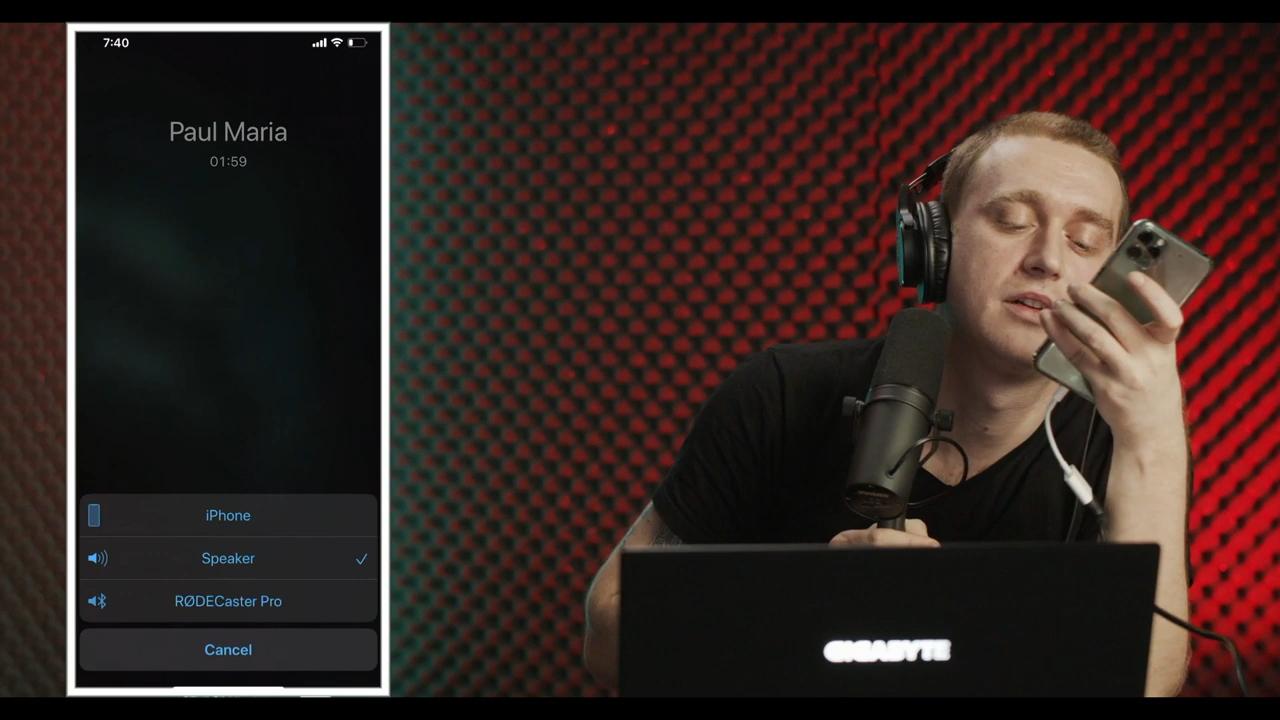 7:40
Paul Maria
01:59
iPhone
Speaker
RØDECaster Pro
Cancel
GIGABYTE